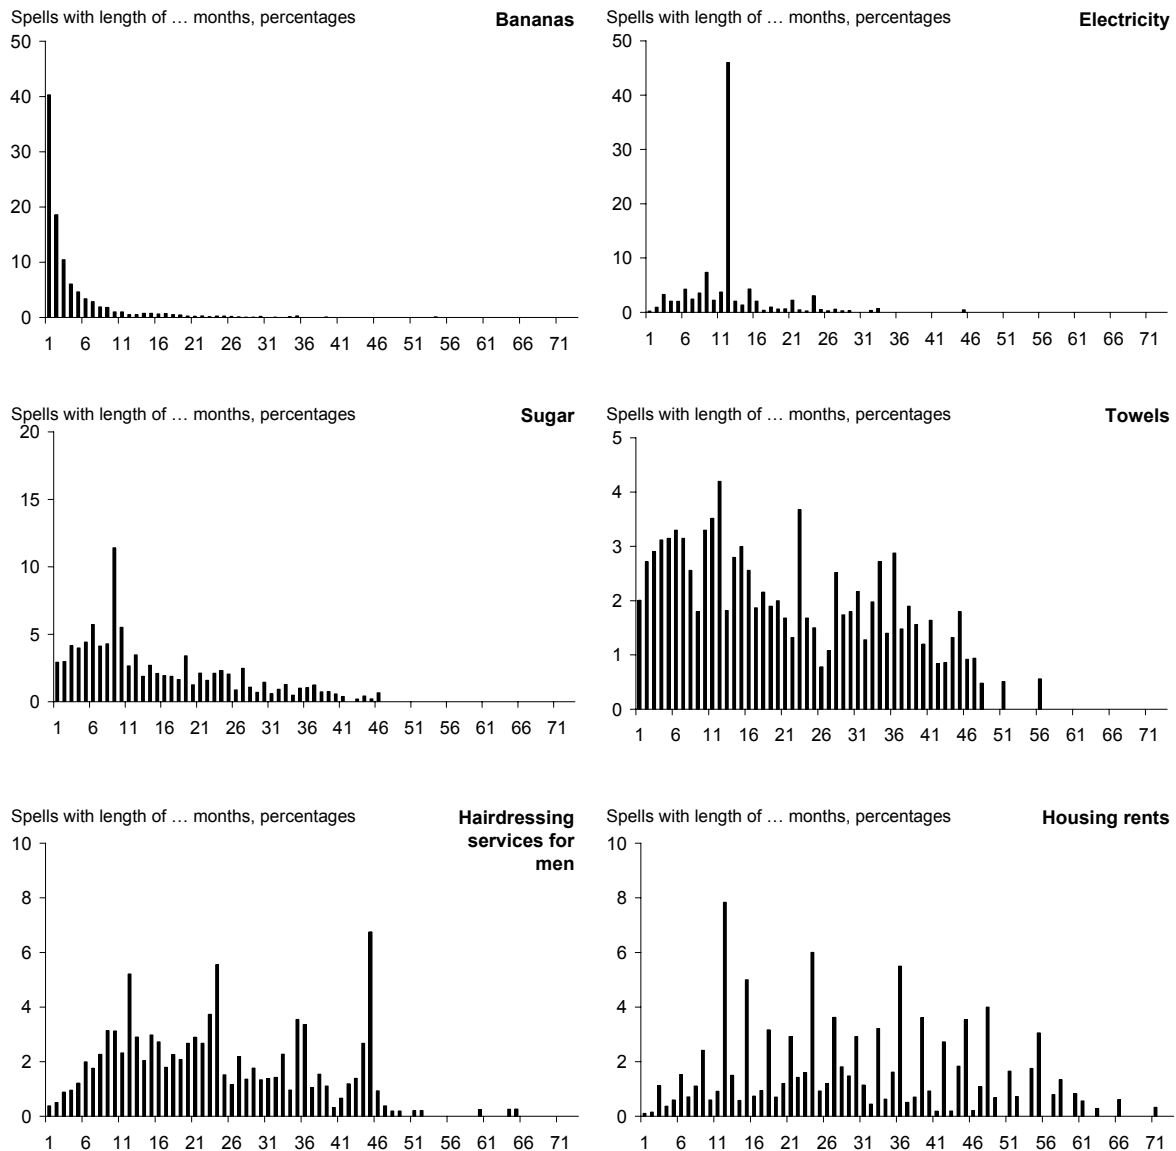 Spells with length of … months, percentages Bananas
50
40
30
20
10
0
1 6 11 16 21 26 31 36 41 46 51 56 61 66 71
Spells with length of … months, percentages Electricity
50
40
30
20
10
0
1 6 11 16 21 26 31 36 41 46 51 56 61 66 71
Spells with length of … months, percentages Sugar
20
15
10
5
0
1 6 11 16 21 26 31 36 41 46 51 56 61 66 71
Spells with length of … months, percentages Towels
5
4
3
2
1
0
1 6 11 16 21 26 31 36 41 46 51 56 61 66 71
Spells with length of … months, percentages Hairdressing
services for
men
10
8
6
4
2
0
1 6 11 16 21 26 31 36 41 46 51 56 61 66 71
Spells with length of … months, percentages Housing rents
10
8
6
4
2
0
1 6 11 16 21 26 31 36 41 46 51 56 61 66 71